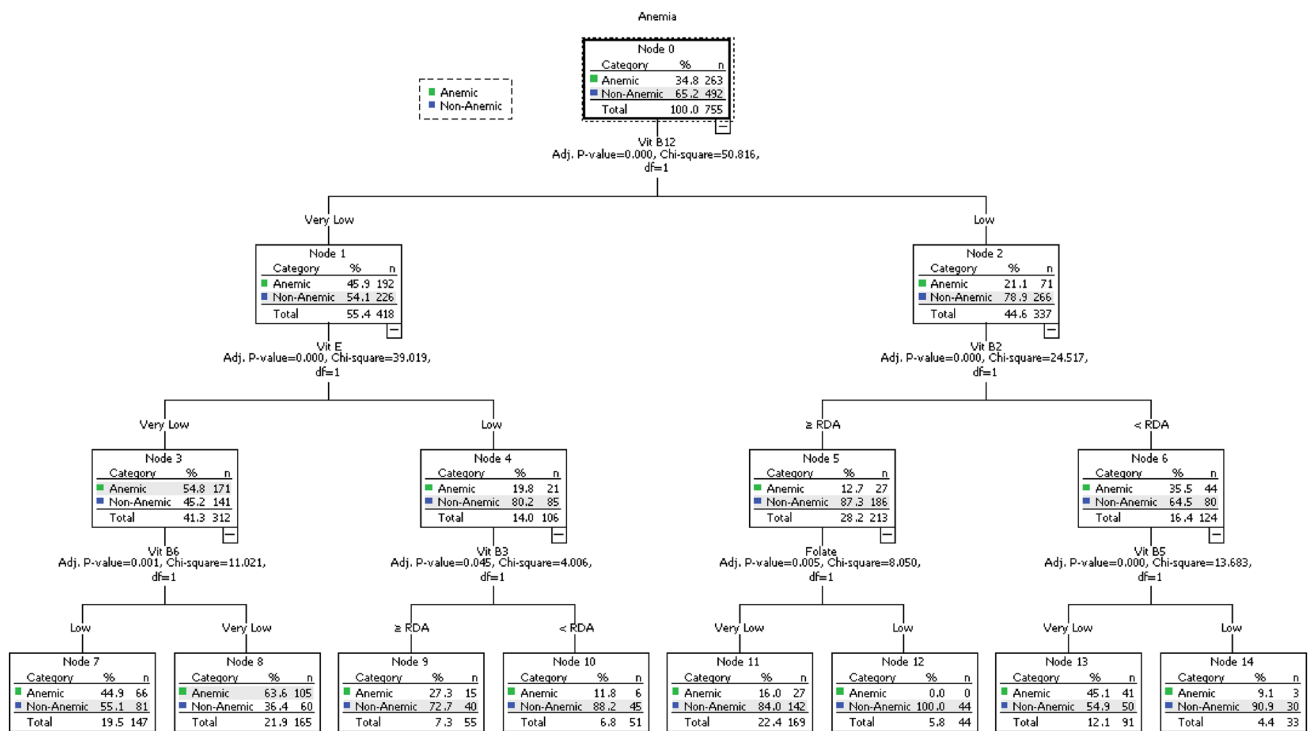 Anemia
Node 0
Category % n
Anemic 34.8 263
Non-Anemic 65.2 492
Total 100.0 755
Anemic
Non-Anemic
Vit B12
Adj. P-value=0.000, Chi-square=50.816,
df=1
Very Low
Low
Node 1
Category % n
Anemic 45.9 192
Non-Anemic 54.1 226
Total 55.4 418
Node 2
Category % n
Anemic 21.1 71
Non-Anemic 78.9 266
Total 44.6 337
Vit E
Adj. P-value=0.000, Chi-square=39.019,
df=1
Vit B2
Adj. P-value=0.000, Chi-square=24.517,
df=1
Very Low
Low
≥ RDA
< RDA
Node 3
Category % n
Anemic 54.8 171
Non-Anemic 45.2 141
Total 41.3 312
Node 4
Category % n
Anemic 19.8 21
Non-Anemic 80.2 85
Total 14.0 106
Node 5
Category % n
Anemic 12.7 27
Non-Anemic 87.3 186
Total 28.2 213
Node 6
Category % n
Anemic 35.5 44
Non-Anemic 64.5 80
Total 16.4 124
Vit B6
Adj. P-value=0.001, Chi-square=11.021,
df=1
Vit B3
Adj. P-value=0.045, Chi-square=4.006,
df=1
Folate
Adj. P-value=0.005, Chi-square=8.050,
df=1
Vit B5
Adj. P-value=0.000, Chi-square=13.683,
df=1
Low
Very Low
≥ RDA
< RDA
Very Low
Low
Very Low
Low
Node 7
Category % n
Anemic 44.9 66
Non-Anemic 55.1 81
Total 19.5 147
Node 8
Category % n
Anemic 63.6 105
Non-Anemic 36.4 60
Total 21.9 165
Node 9
Category % n
Anemic 27.3 15
Non-Anemic 72.7 40
Total 7.3 55
Node 10
Category % n
Anemic 11.8 6
Non-Anemic 88.2 45
Total 6.8 51
Node 11
Category % n
Anemic 16.0 27
Non-Anemic 84.0 142
Total 22.4 169
Node 12
Category % n
Anemic 0.0 0
Non-Anemic 100.0 44
Total 5.8 44
Node 13
Category % n
Anemic 45.1 41
Non-Anemic 54.9 50
Total 12.1 91
Node 14
Category % n
Anemic 9.1 3
Non-Anemic 90.9 30
Total 4.4 33